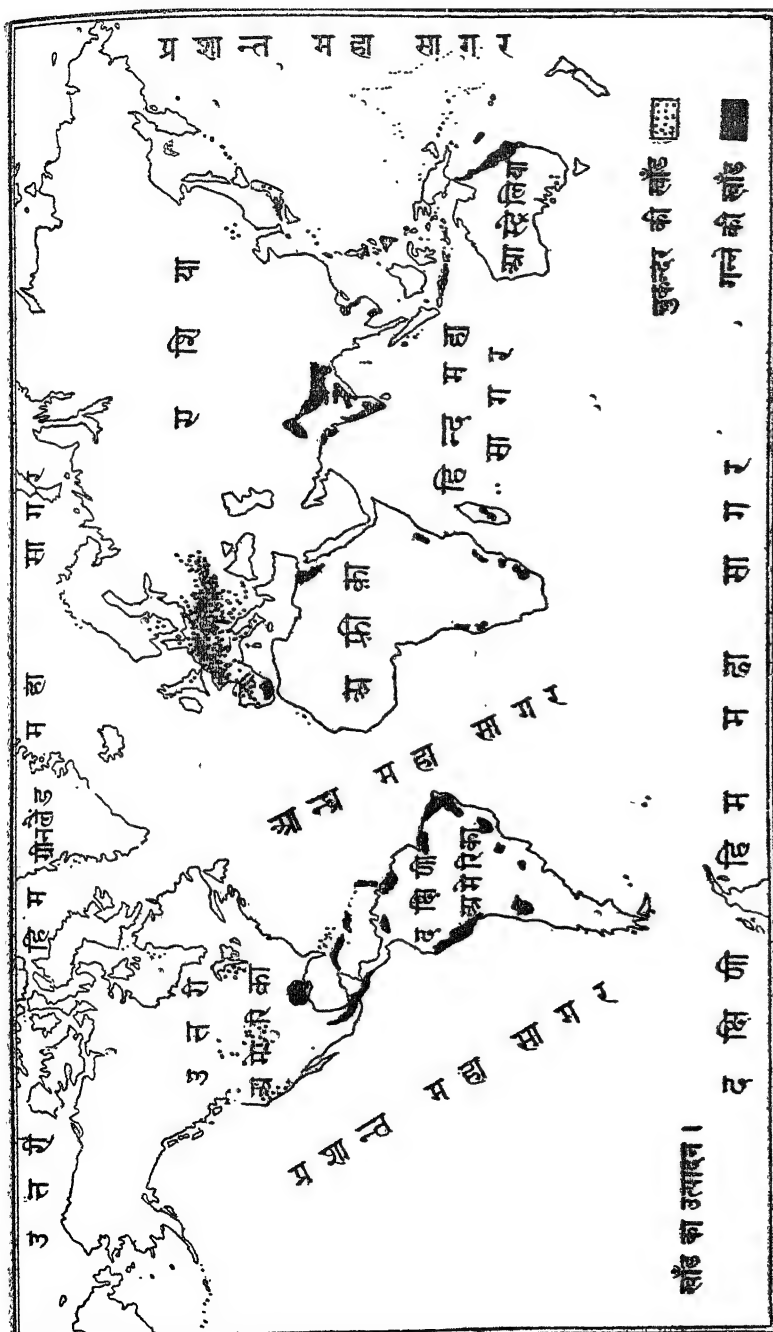 उत्तरी हिम महा सागर
ग्रीनलैंड
एशिया
उत्तरी
अमेरिका
अफ्रीका
प्रशान्त महा सागर
आन्ध्र महा सागर
प्रशान्त महा सागर
हिन्द महा
सागर
दक्षिणी
अमेरिका
आस्ट्रेलिया
दक्षिणी हिम महा सागर
चुकन्दर की खाँड
गन्ने की खाँड
खाँड का उत्पादन।